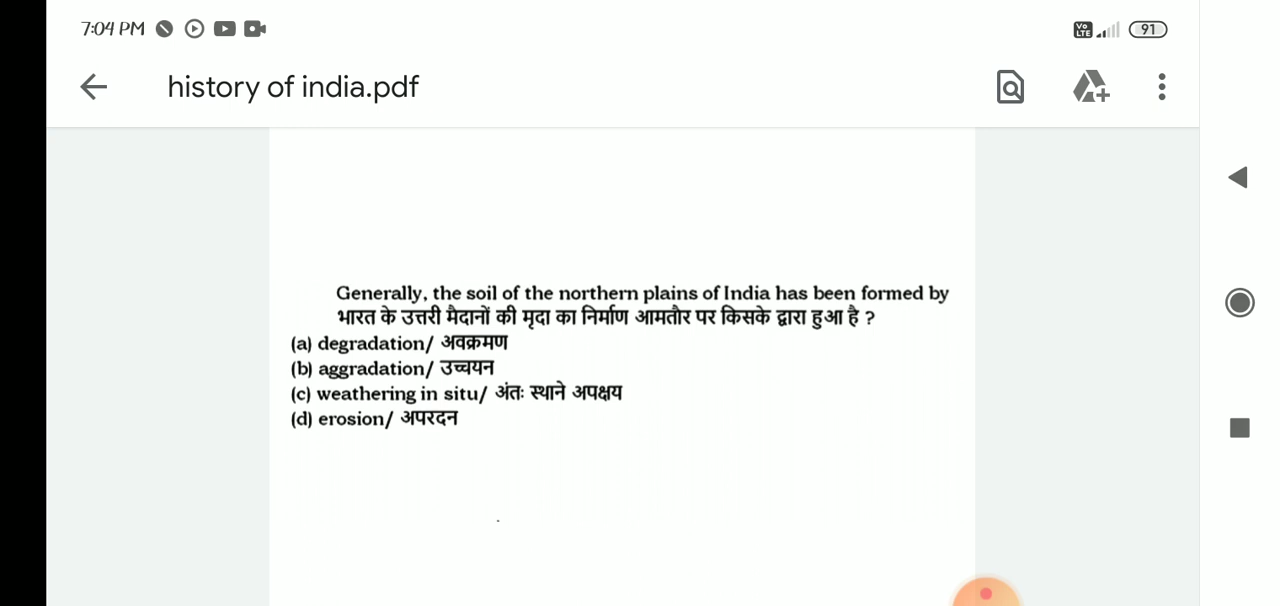 7:04 PM
Vo LTE
91
history of india.pdf
Generally, the soil of the northern plains of India has been formed by
भारत के उत्तरी मैदानों की मृदा का निर्माण आमतौर पर किसके द्वारा हुआ है ?
(a) degradation/ अवक्रमण
(b) aggradation/ उच्चयन
(c) weathering in situ/ अंतः स्थाने अपक्षय
(d) erosion/ अपरदन